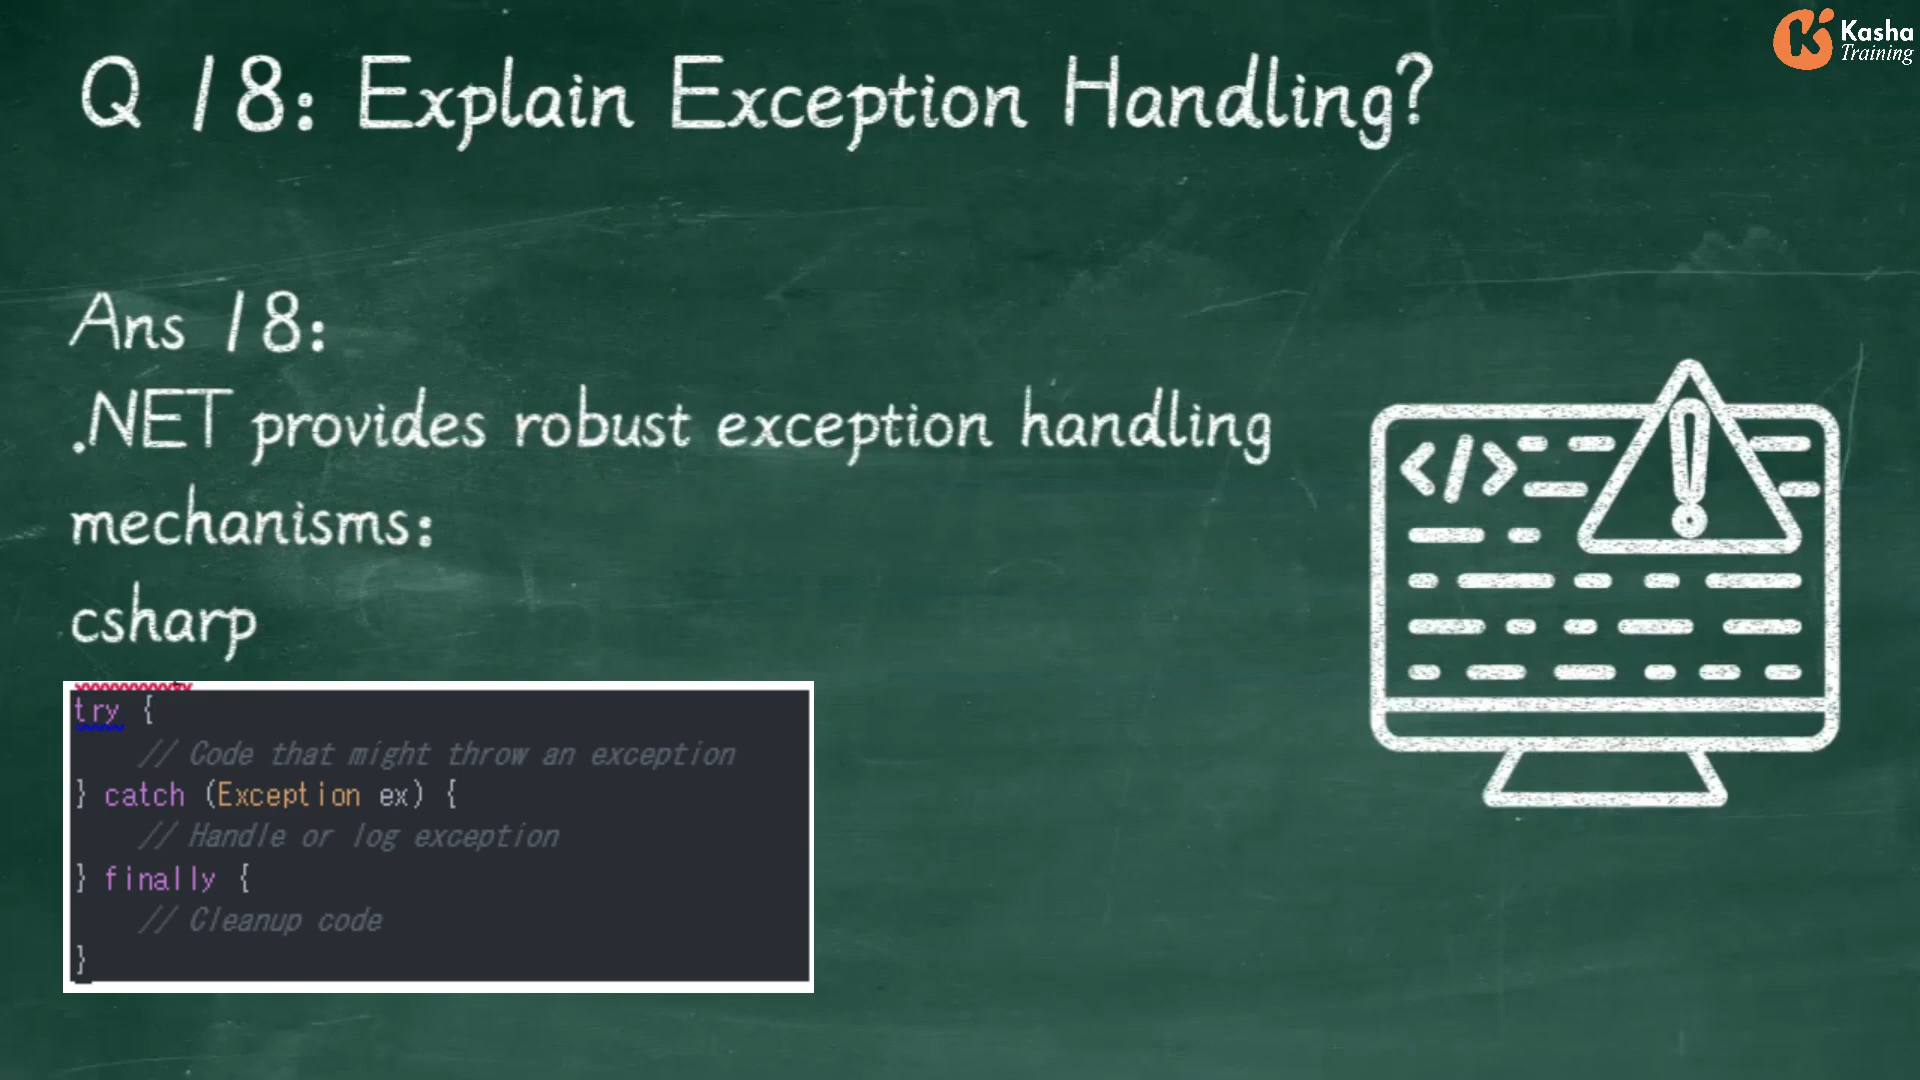 Kasha
Training
Q 18: Explain Exception Handling?
Ans 18:
.NET provides robust exception handling
mechanisms:
csharp
</>
try {
// Code that might throw an exception
} catch (Exception ex) {
// Handle or log exception
} finally {
// Cleanup code
}